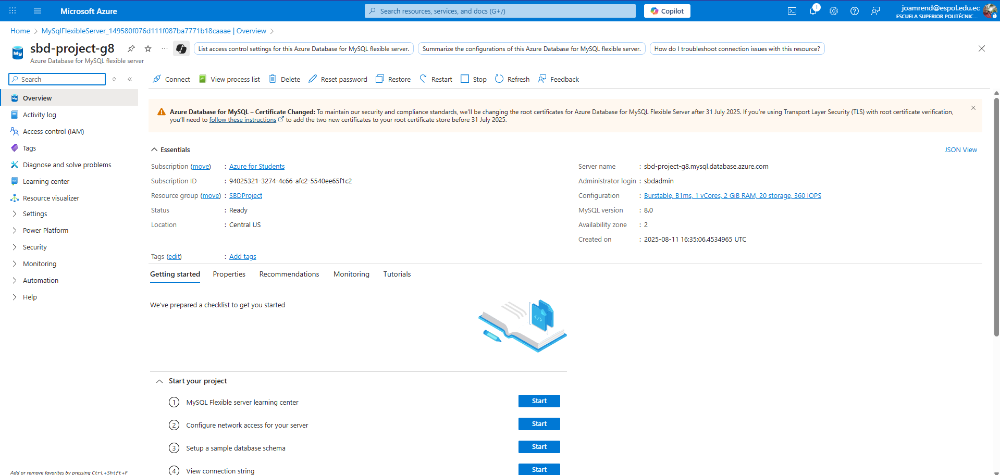 Microsoft Azure
Search resources, services, and docs (G+/)
Copilot
1
joamrend@espol.edu.ec
ESCUELA SUPERIOR POLITÉCNIC...
Home > MySqlFlexibleServer_149580f076d111f087ba7771b18caaae | Overview >
sbd-project-g8
Azure Database for MySQL flexible server
List access control settings for this Azure Database for MySQL flexible server.
Summarize the configurations of this Azure Database for MySQL flexible server.
How do I troubleshoot connection issues with this resource?
Search
Connect
View process list
Delete
Reset password
Restore
Restart
Stop
Refresh
Feedback
Overview
Activity log
Access control (IAM)
Tags
Diagnose and solve problems
Learning center
Resource visualizer
Settings
Power Platform
Security
Monitoring
Automation
Help
Azure Database for MySQL – Certificate Changed: To maintain our security and compliance standards, we'll be changing the root certificates for Azure Database for MySQL Flexible Server after 31 July 2025. If you're using Transport Layer Security (TLS) with root certificate verification,
you'll need to follow these instructions to add the two new certificates to your root certificate store before 31 July 2025.
Essentials
JSON View
Subscription (move) : Azure for Students
Subscription ID : 94025321-3274-4c66-afc2-5540ee65f1c2
Resource group (move) : SBDProject
Status : Ready
Location : Central US
Server name : sbd-project-g8.mysql.database.azure.com
Administrator login : sbdadmin
Configuration : Burstable, B1ms, 1 vCores, 2 GiB RAM, 20 storage, 360 IOPS
MySQL version : 8.0
Availability zone : 2
Created on : 2025-08-11 16:35:06.4534965 UTC
Tags (edit) : Add tags
Getting started
Properties
Recommendations
Monitoring
Tutorials
We've prepared a checklist to get you started
Start your project
1 MySQL Flexible server learning center
Start
2 Configure network access for your server
Start
3 Setup a sample database schema
Start
4 View connection string
Start
Add or remove favorites by pressing Ctrl+Shift+F